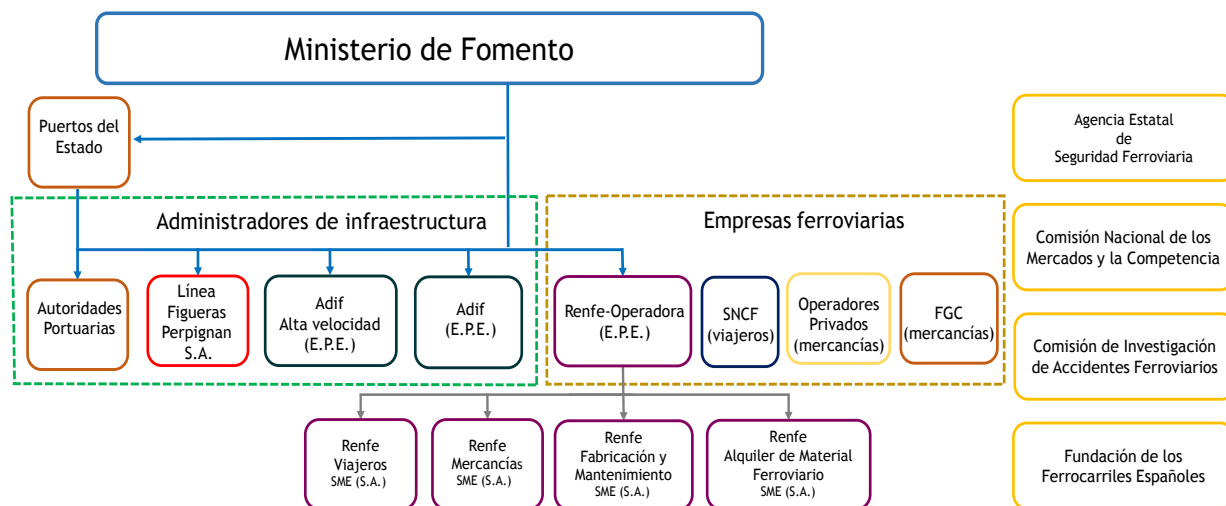 Ministerio de Fomento
Puertos del
Estado
Agencia Estatal
de
Seguridad Ferroviaria
Administradores de infraestructura
Empresas ferroviarias
Comisión Nacional de los
Mercados y la Competencia
Autoridades
Portuarias
Línea
Figueras
Perpignan
S.A.
Adif
Alta velocidad
(E.P.E.)
Adif
(E.P.E.)
Renfe-Operadora
(E.P.E.)
SNCF
(viajeros)
Operadores
Privados
(mercancías)
FGC
(mercancías)
Comisión de Investigación
de Accidentes Ferroviarios
Renfe
Viajeros
SME (S.A.)
Renfe
Mercancías
SME (S.A.)
Renfe
Fabricación y
Mantenimiento
SME (S.A.)
Renfe
Alquiler de Material
Ferroviario
SME (S.A.)
Fundación de los
Ferrocarriles Españoles